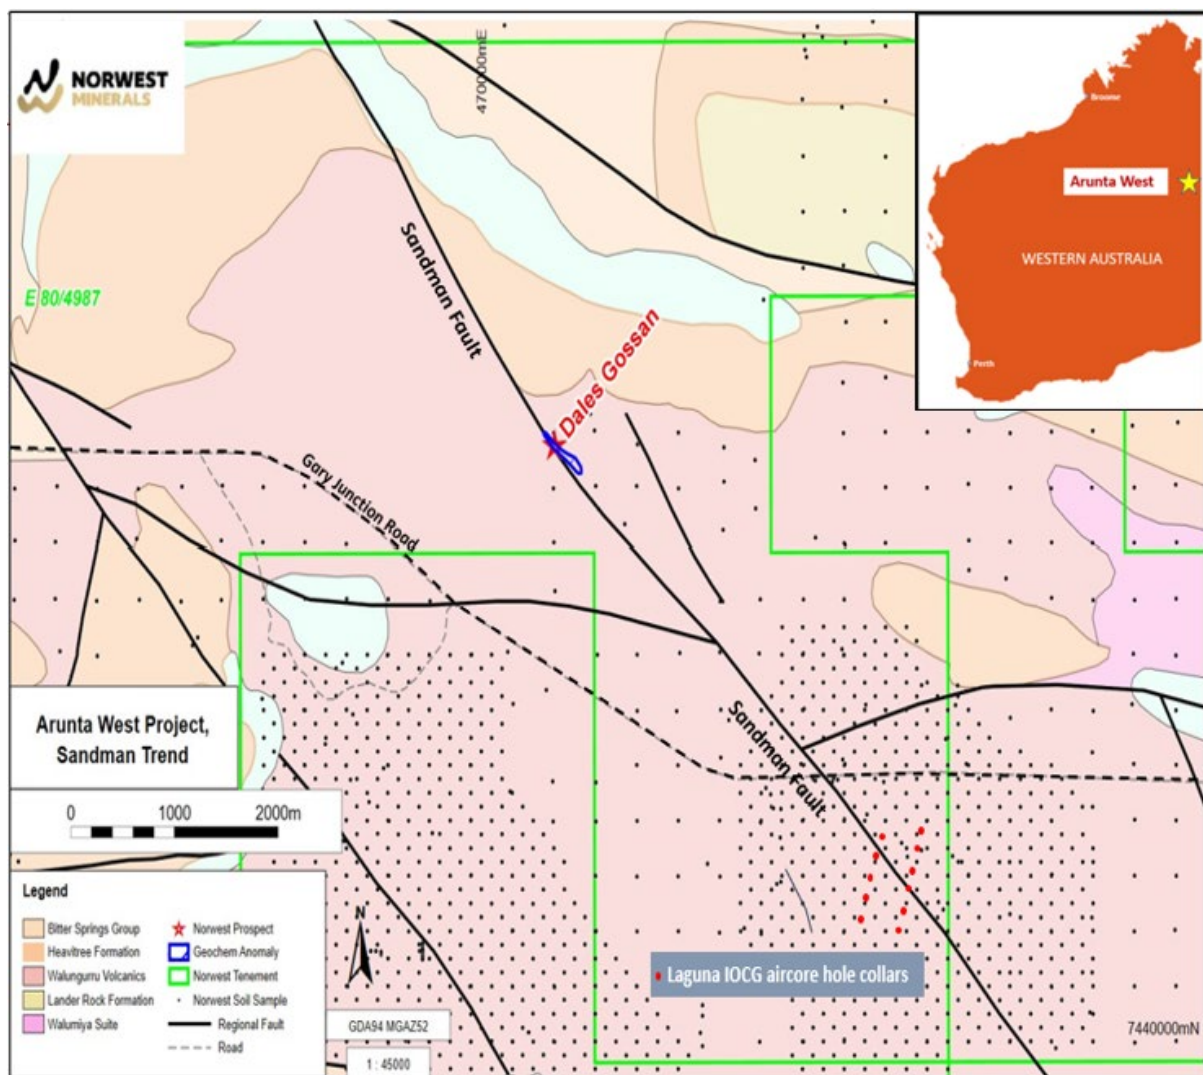 NORWEST
MINERALS
470000mE
Broome
Arunta West
WESTERN AUSTRALIA
Perth
E 80/4987
Sandman Fault
Dales Gossan
Gary Junction Road
Sandman Fault
Arunta West Project,
Sandman Trend
0 1000 2000m
Legend
Bitter Springs Group
Heavitree Formation
Walungurru Volcanics
Lander Rock Formation
Walumiya Suite
Norwest Prospect
Geochem Anomaly
Norwest Tenement
Norwest Soil Sample
Regional Fault
Road
N
GDA94 MGAZ52
1 : 45000
Laguna IOCG aircore hole collars
7440000mN